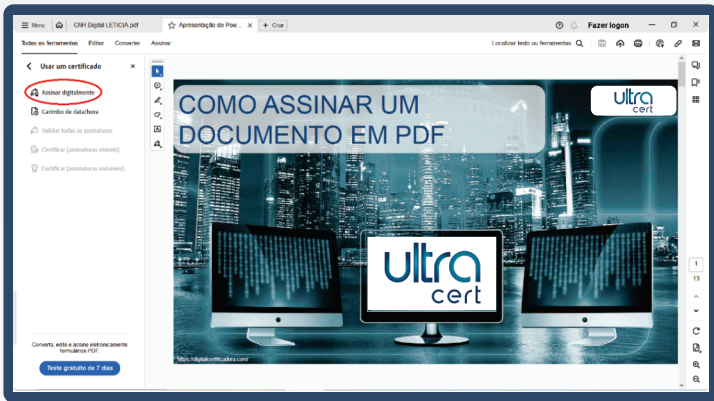 Menu
CNH Digital LETICIA.pdf
Apresentação do Pow...
+ Criar
Fazer logon
Todas as ferramentas
Editar
Converter
Assinar
Localizar texto ou ferramentas
Usar um certificado
Assinar digitalmente
Carimbo de data/hora
Validar todas as assinaturas
Certificar (assinaturas visíveis)
Certificar (assinaturas invisíveis)
Converta, edite e assine eletronicamente
formulários PDF.
Teste gratuito de 7 dias
COMO ASSINAR UM
DOCUMENTO EM PDF
ultra
cert
ultra
cert
https://digitalcertificadora.com/
1
13